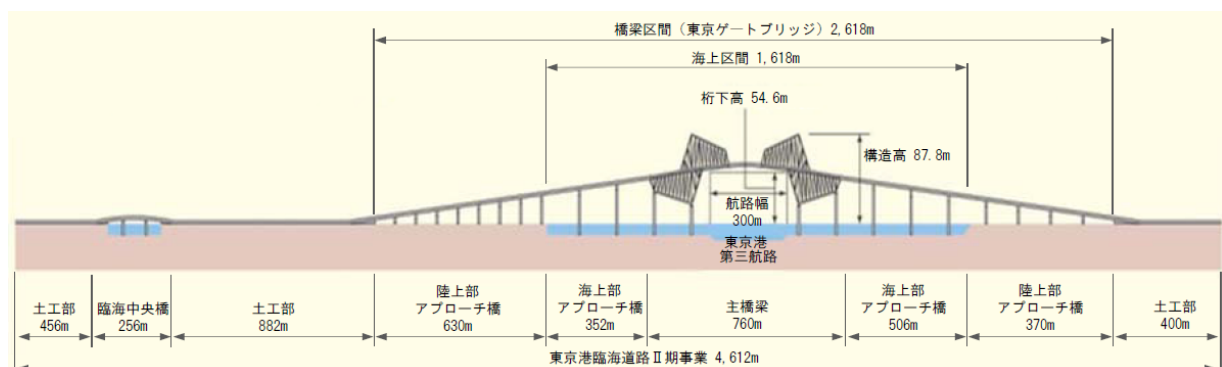 橋梁区間（東京ゲートブリッジ）2,618m
海上区間 1,618m
桁下高 54.6m
構造高 87.8m
航路幅
300m
東京港
第三航路
土工部
456m
臨海中央橋
256m
土工部
882m
陸上部
アプローチ橋
630m
海上部
アプローチ橋
352m
主橋梁
760m
海上部
アプローチ橋
506m
陸上部
アプローチ橋
370m
土工部
400m
東京港臨海道路Ⅱ期事業 4,612m